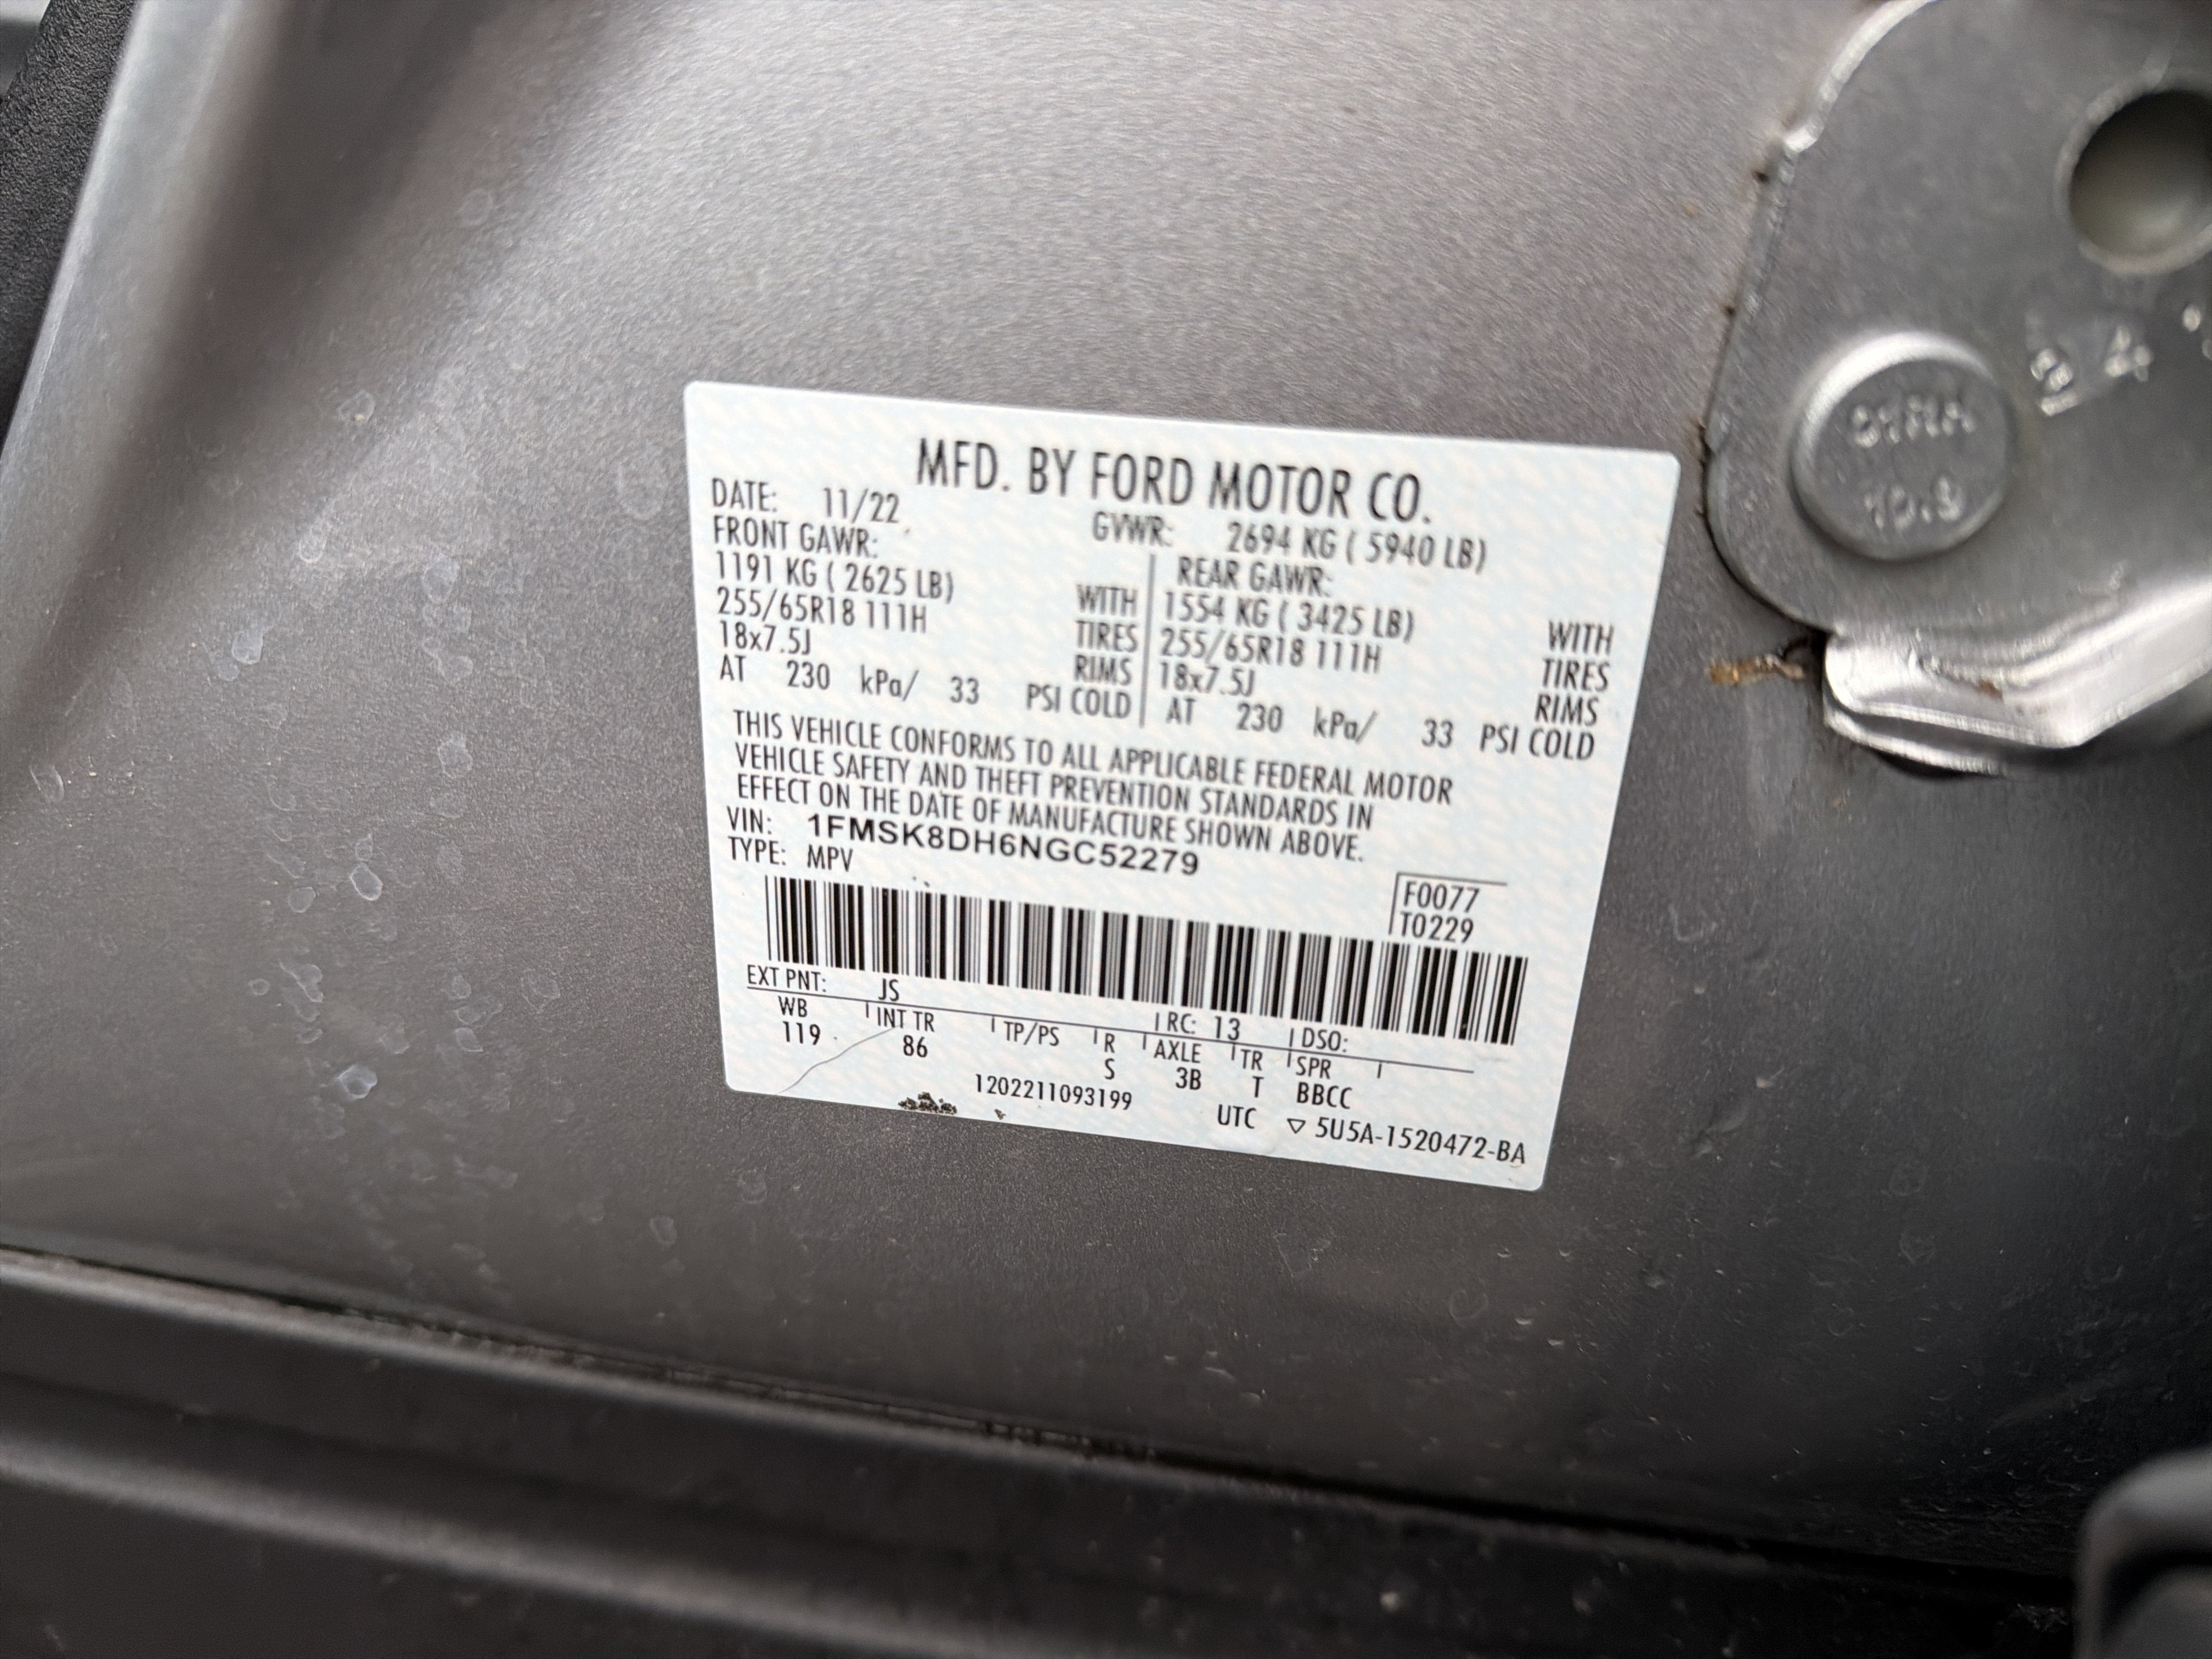 MFD. BY FORD MOTOR CO.
DATE: 11/22 GVWR: 2694 KG ( 5940 LB)
FRONT GAWR: REAR GAWR:
1191 KG ( 2625 LB) WITH 1554 KG ( 3425 LB) WITH
255/65R18 111H TIRES 255/65R18 111H TIRES
18x7.5J RIMS 18x7.5J RIMS
AT 230 kPa/ 33 PSI COLD AT 230 kPa/ 33 PSI COLD
THIS VEHICLE CONFORMS TO ALL APPLICABLE FEDERAL MOTOR
VEHICLE SAFETY AND THEFT PREVENTION STANDARDS IN
EFFECT ON THE DATE OF MANUFACTURE SHOWN ABOVE.
VIN: 1FMSK8DH6NGC52279
TYPE: MPV
F0077
T0229
EXT PNT: JS RC: 13 DSO:
WB INT TR TP/PS R AXLE TR SPR
119 86 S 3B T BBCC
1202211093199 UTC ▽ 5U5A-1520472-BA
10.9